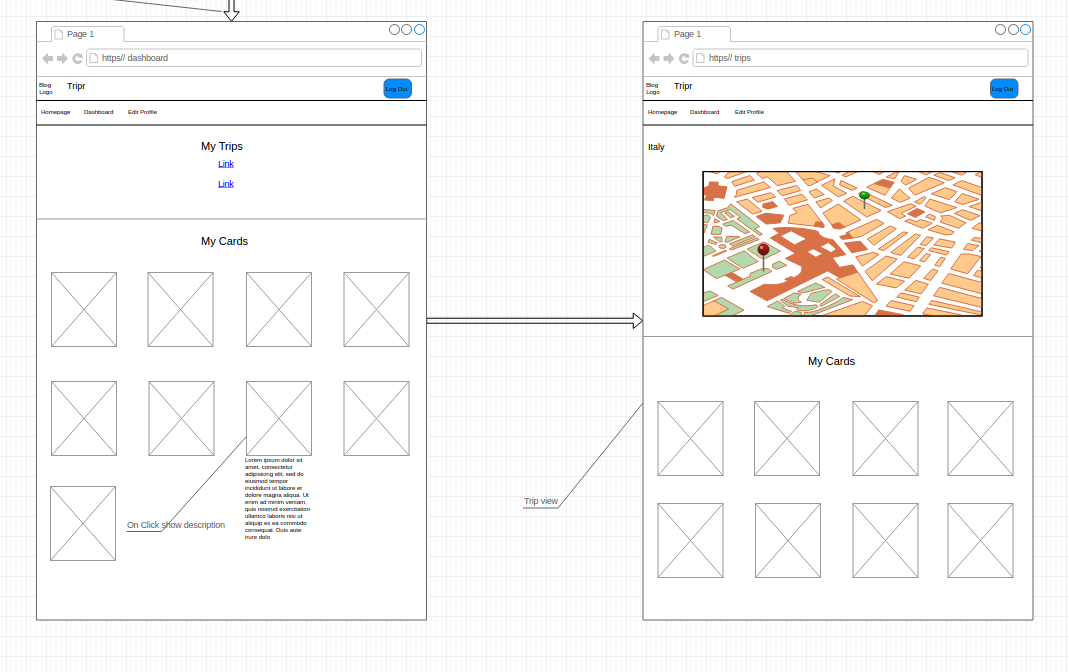 Page 1
https// dashboard
Blog
Logo
Tripr
Log Out
Homepage
Dashboard
Edit Profile
My Trips
Link
Link
My Cards
On Click show description
Lorem ipsum dolor sit
amet, consectetur
adipisicing elit, sed do
eiusmod tempor
incididunt ut labore et
dolore magna aliqua. Ut
enim ad minim veniam,
quis nostrud exercitation
ullamco laboris nisi ut
aliquip ex ea commodo
consequat. Duis aute
irure dolo
Trip view
Page 1
https// trips
Blog
Logo
Tripr
Log Out
Homepage
Dashboard
Edit Profile
Italy
My Cards